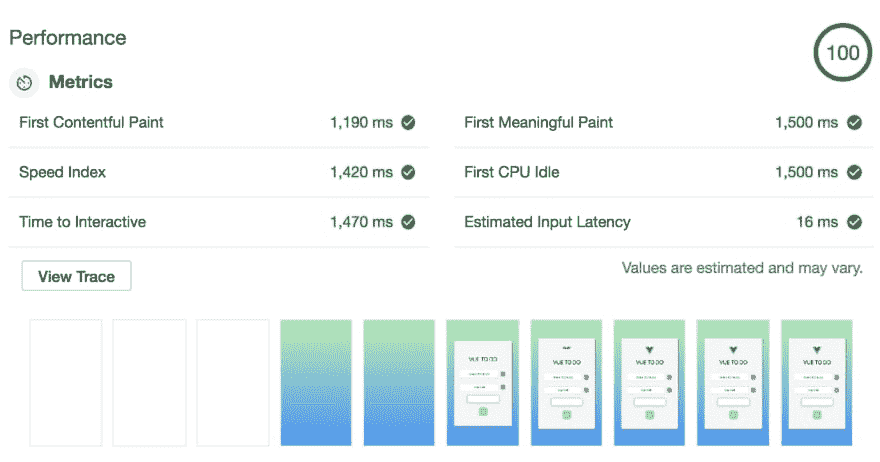 Performance
100
Metrics
First Contentful Paint 1,190 ms
First Meaningful Paint 1,500 ms
Speed Index 1,420 ms
First CPU Idle 1,500 ms
Time to Interactive 1,470 ms
Estimated Input Latency 16 ms
View Trace
Values are estimated and may vary.
VUE TO DO
VUE TO DO
VUE TO DO
VUE TO DO
VUE TO DO